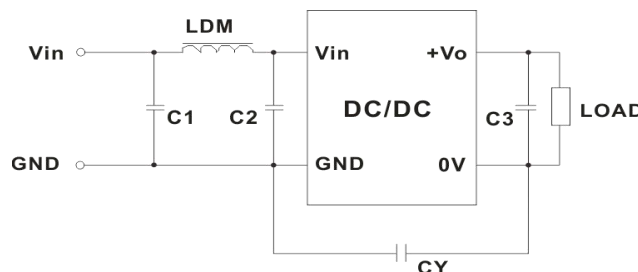 LDM
Vin
Vin
+Vo
C1
C2
DC/DC
C3
LOAD
GND
GND
0V
CY